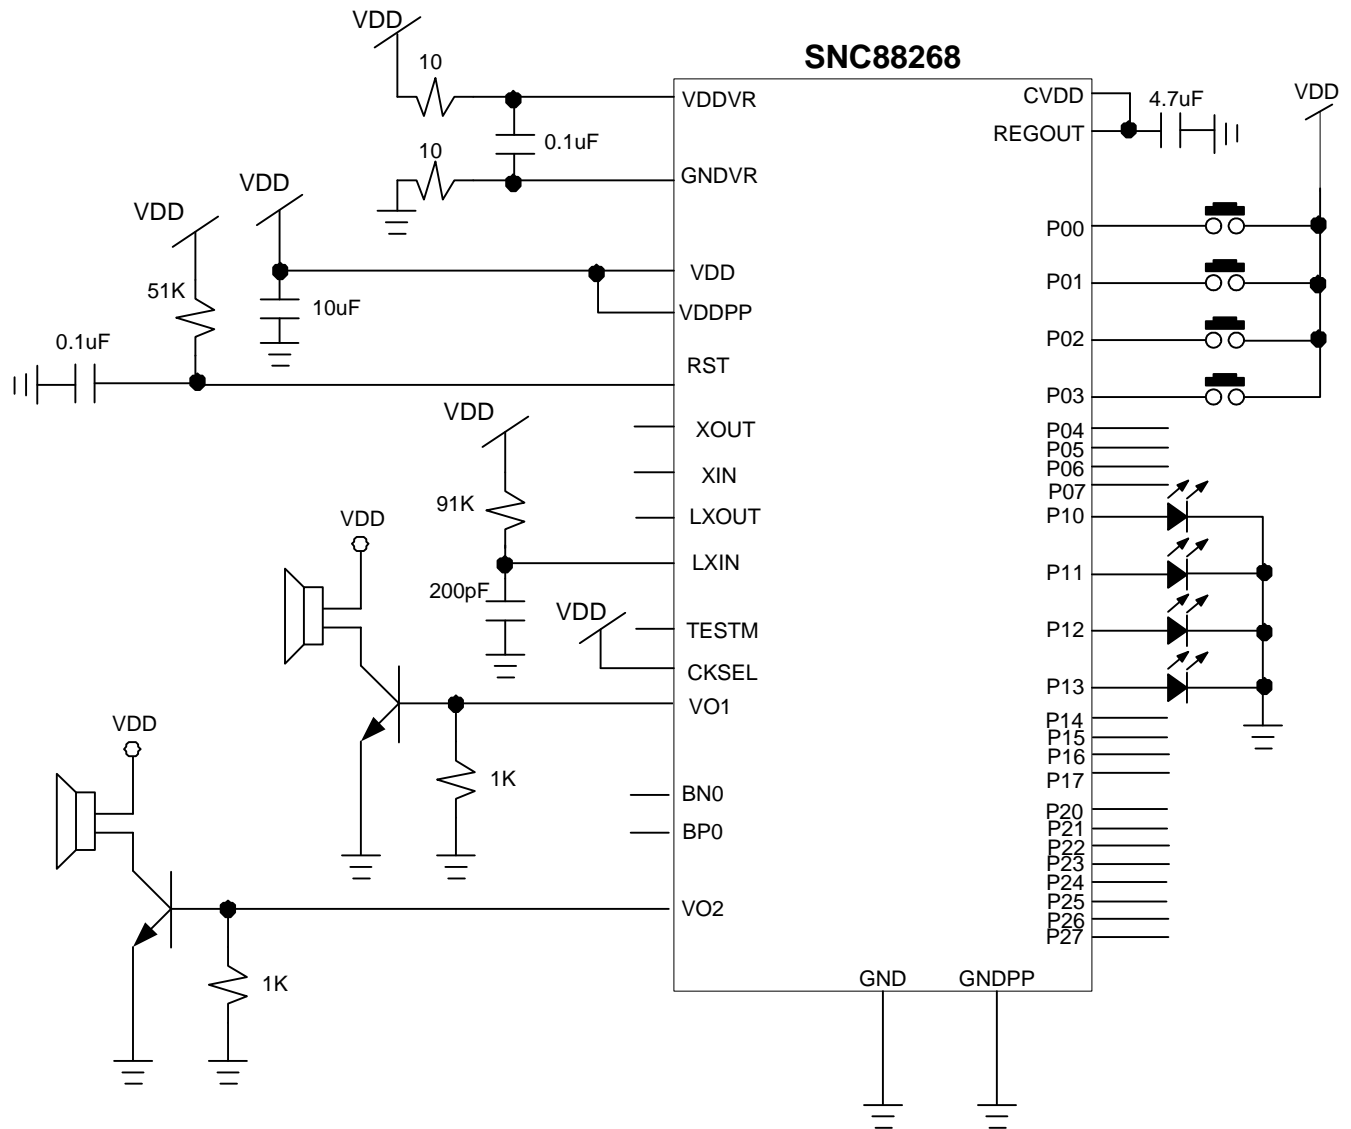 VDD
SNC88268
10
VDDVR
CVDD
4.7uF
VDD
REGOUT
0.1uF
10
GNDVR
VDD
VDD
P00
VDD
P01
51K
10uF
VDDPP
0.1uF
P02
RST
P03
VDD
XOUT
P04
P05
XIN
P06
P07
91K
LXOUT
P10
VDD
LXIN
P11
200pF
VDD
TESTM
P12
CKSEL
P13
VO1
VDD
P14
P15
P16
1K
P17
BN0
P20
BP0
P21
P22
P23
P24
VO2
P25
P26
P27
1K
GND
GNDPP